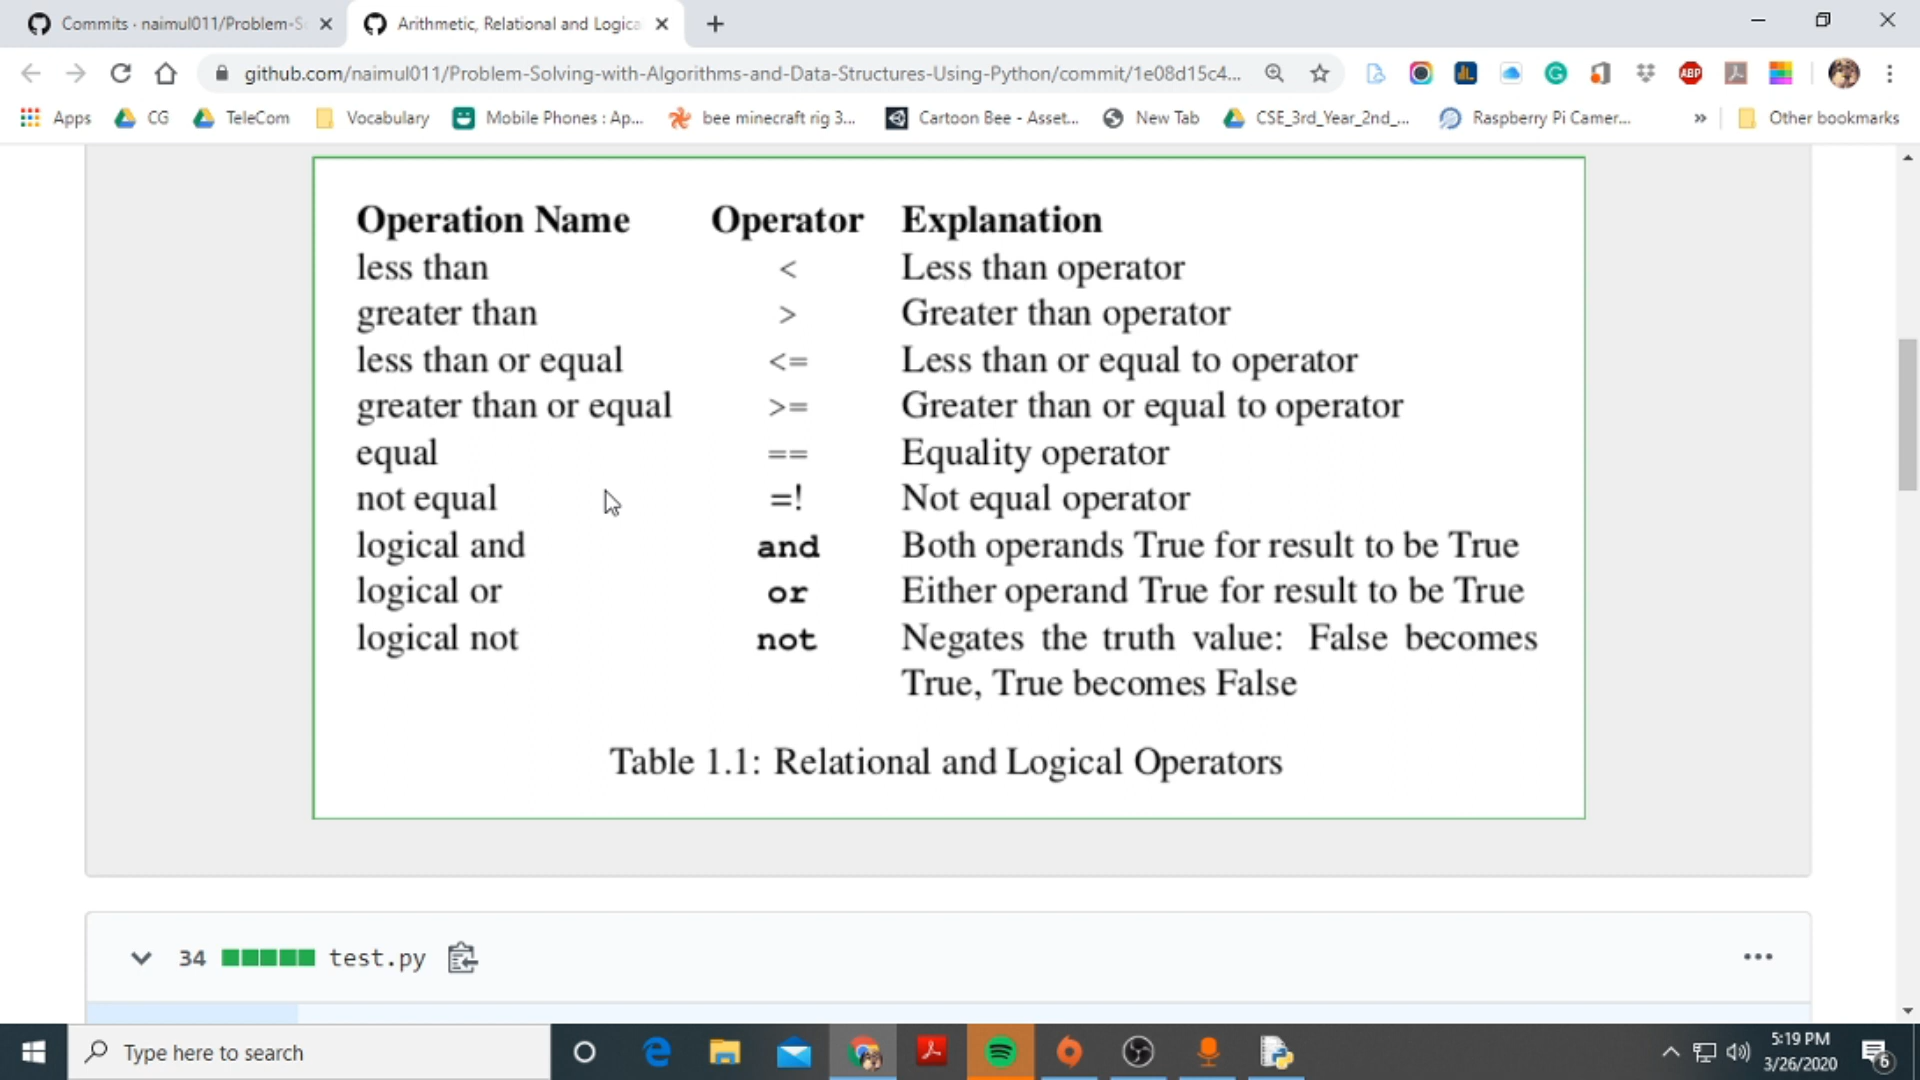 Commits · naimul011/Problem-S
Arithmetic, Relational and Logica
github.com/naimul011/Problem-Solving-with-Algorithms-and-Data-Structures-Using-Python/commit/1e08d15c4...
ABP
Apps CG TeleCom Vocabulary Mobile Phones : Ap... bee minecraft rig 3... Cartoon Bee - Asset... New Tab CSE_3rd_Year_2nd_... Raspberry Pi Camer... » Other bookmarks
Operation Name Operator Explanation
less than < Less than operator
greater than > Greater than operator
less than or equal <= Less than or equal to operator
greater than or equal >= Greater than or equal to operator
equal == Equality operator
not equal =! Not equal operator
logical and and Both operands True for result to be True
logical or or Either operand True for result to be True
logical not not Negates the truth value: False becomes
True, True becomes False
Table 1.1: Relational and Logical Operators
34 test.py
Type here to search
5:19 PM
3/26/2020
6